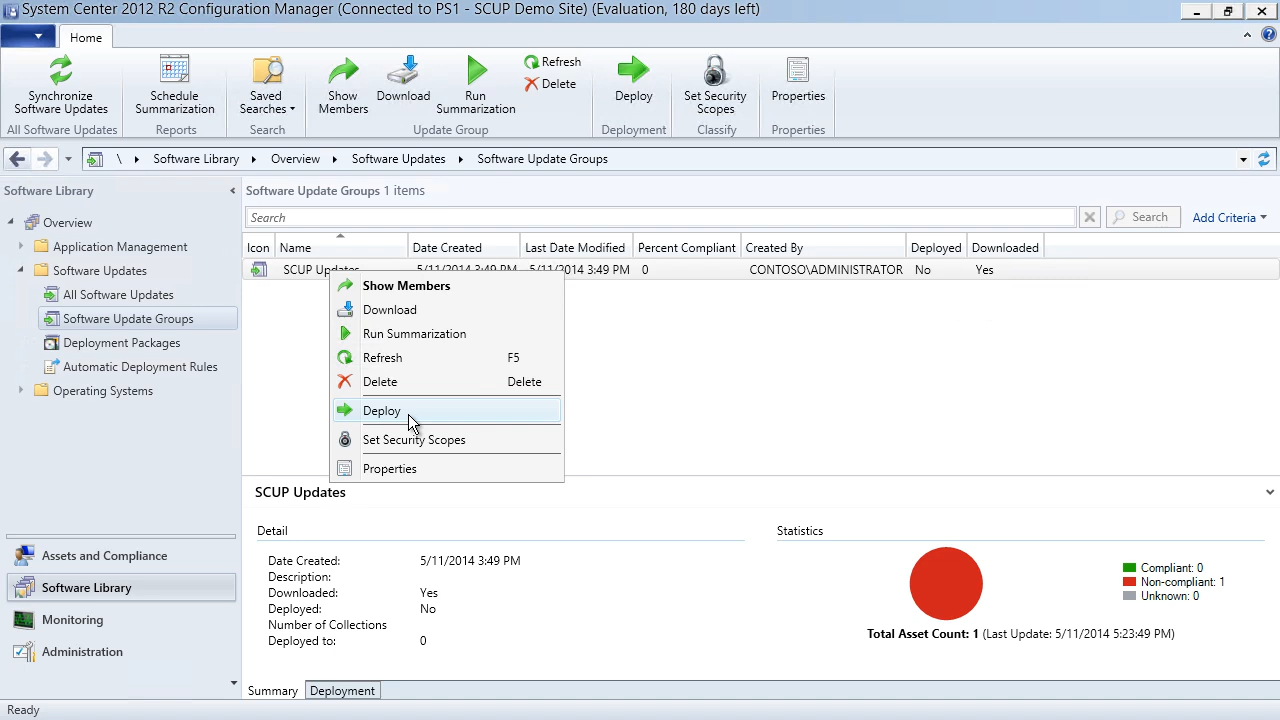 System Center 2012 R2 Configuration Manager (Connected to PS1 - SCUP Demo Site) (Evaluation, 180 days left)
Home
Synchronize Software Updates
Schedule Summarization
Saved Searches
Show Members
Download
Run Summarization
Refresh
Delete
Deploy
Set Security Scopes
Properties
All Software Updates
Reports
Search
Update Group
Deployment
Classify
Properties
\ Software Library Overview Software Updates Software Update Groups
Software Library
Overview
Application Management
Software Updates
All Software Updates
Software Update Groups
Deployment Packages
Automatic Deployment Rules
Operating Systems
Assets and Compliance
Software Library
Monitoring
Administration
Software Update Groups 1 items
Search
Search
Add Criteria
Icon Name Date Created Last Date Modified Percent Compliant Created By Deployed Downloaded
SCUP Updates 5/11/2014 3:49 PM 5/11/2014 3:49 PM 0 CONTOSO\ADMINISTRATOR No Yes
Show Members
Download
Run Summarization
Refresh F5
Delete Delete
Deploy
Set Security Scopes
Properties
SCUP Updates
Detail
Date Created: 5/11/2014 3:49 PM
Description:
Downloaded: Yes
Deployed: No
Number of Collections
Deployed to: 0
Statistics
Compliant: 0
Non-compliant: 1
Unknown: 0
Total Asset Count: 1 (Last Update: 5/11/2014 5:23:49 PM)
Summary Deployment
Ready